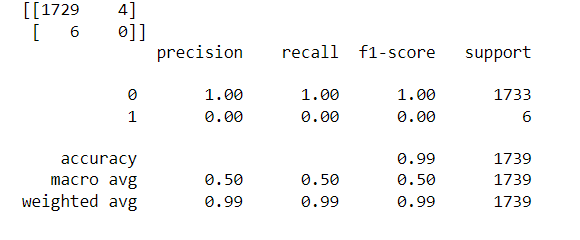 [[1729 4]
[ 6 0]]
precision recall f1-score support
0 1.00 1.00 1.00 1733
1 0.00 0.00 0.00 6
accuracy 0.99 1739
macro avg 0.50 0.50 0.50 1739
weighted avg 0.99 0.99 0.99 1739